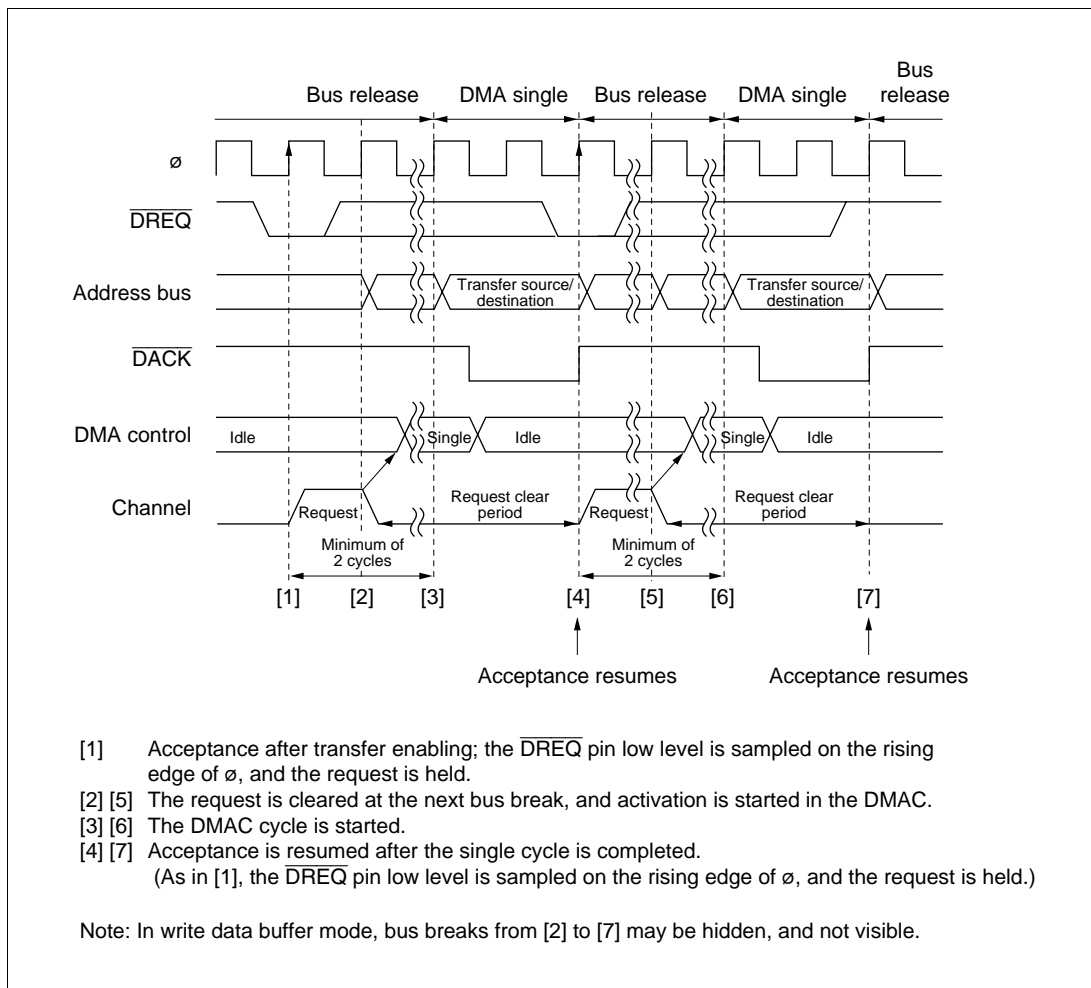 Bus release DMA single Bus release DMA single Bus release
ø
DREQ
Address bus Transfer source/ destination Transfer source/ destination
DACK
DMA control Idle Single Idle Single Idle
Channel Request Request clear period Request Request clear period
Minimum of 2 cycles Minimum of 2 cycles
[1] [2] [3] [4] [5] [6] [7]
Acceptance resumes Acceptance resumes
[1] Acceptance after transfer enabling; the DREQ pin low level is sampled on the rising
edge of ø, and the request is held.
[2] [5] The request is cleared at the next bus break, and activation is started in the DMAC.
[3] [6] The DMAC cycle is started.
[4] [7] Acceptance is resumed after the single cycle is completed.
(As in [1], the DREQ pin low level is sampled on the rising edge of ø, and the request is held.)
Note: In write data buffer mode, bus breaks from [2] to [7] may be hidden, and not visible.